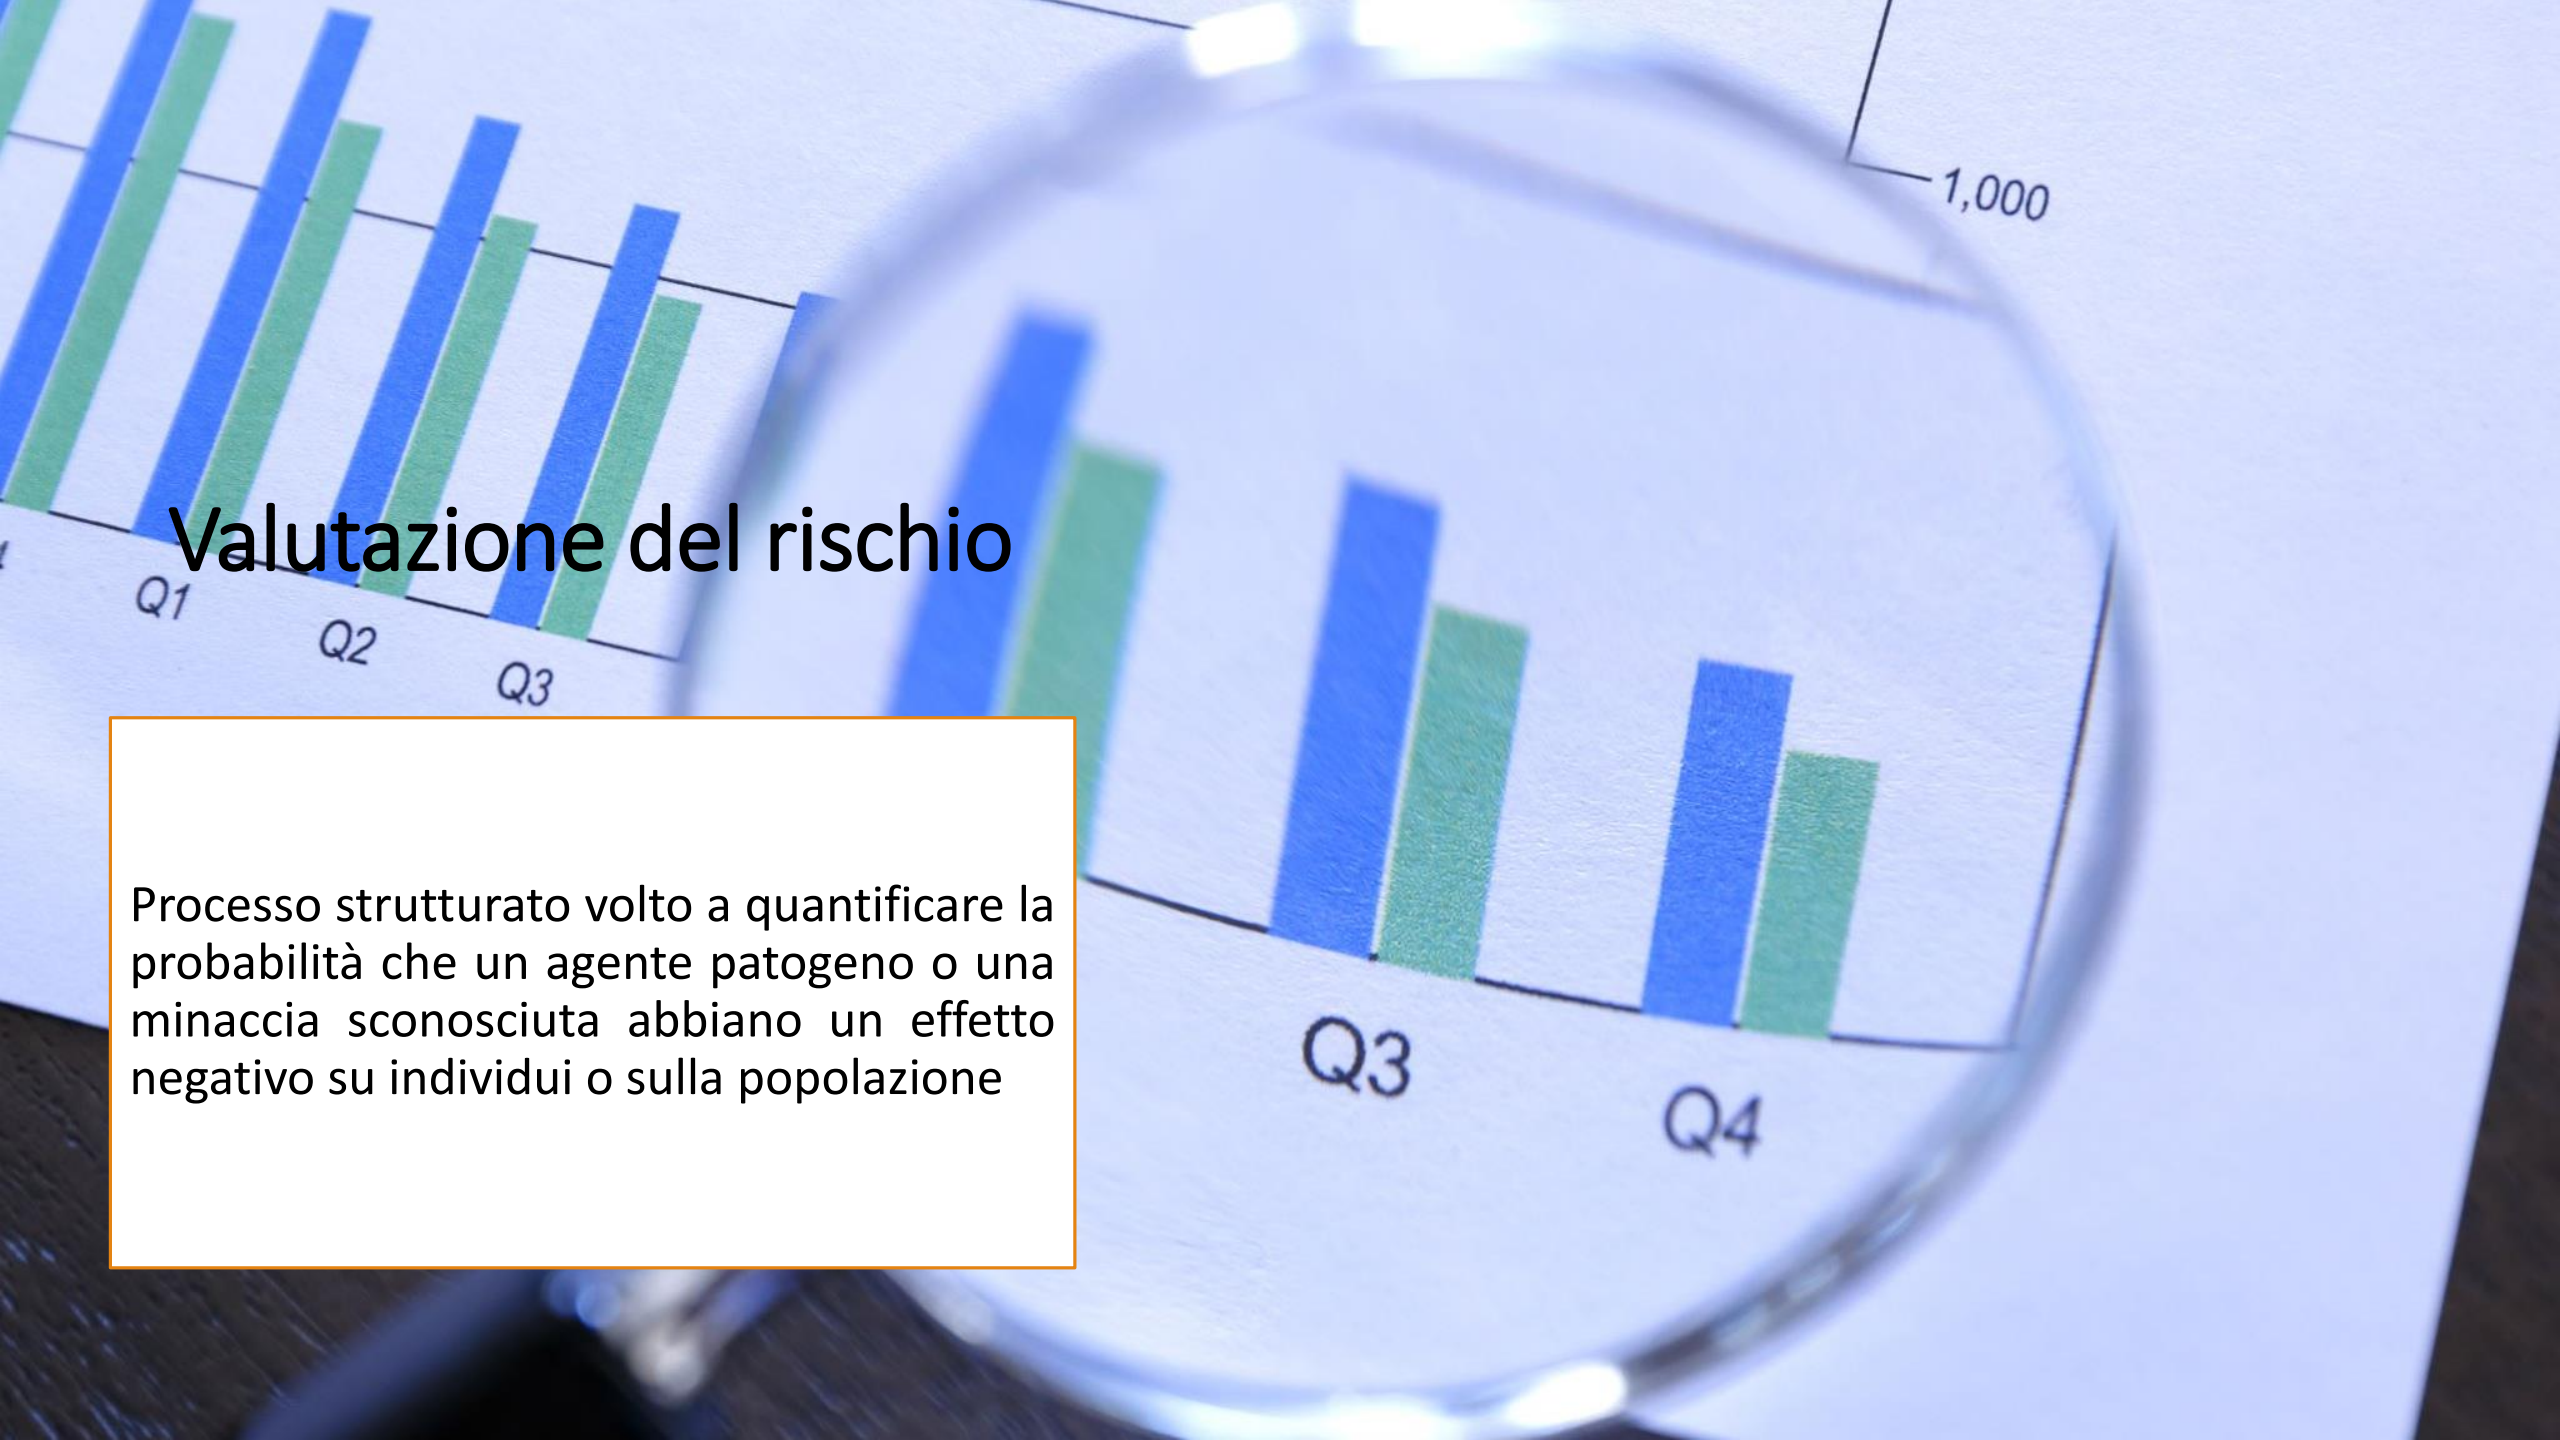 1,000
Valutazione del rischio
Q1
Q2
Q3
Processo strutturato volto a quantificare la
probabilità che un agente patogeno o una
minaccia sconosciuta abbiano un effetto
negativo su individui o sulla popolazione
Q3
Q4